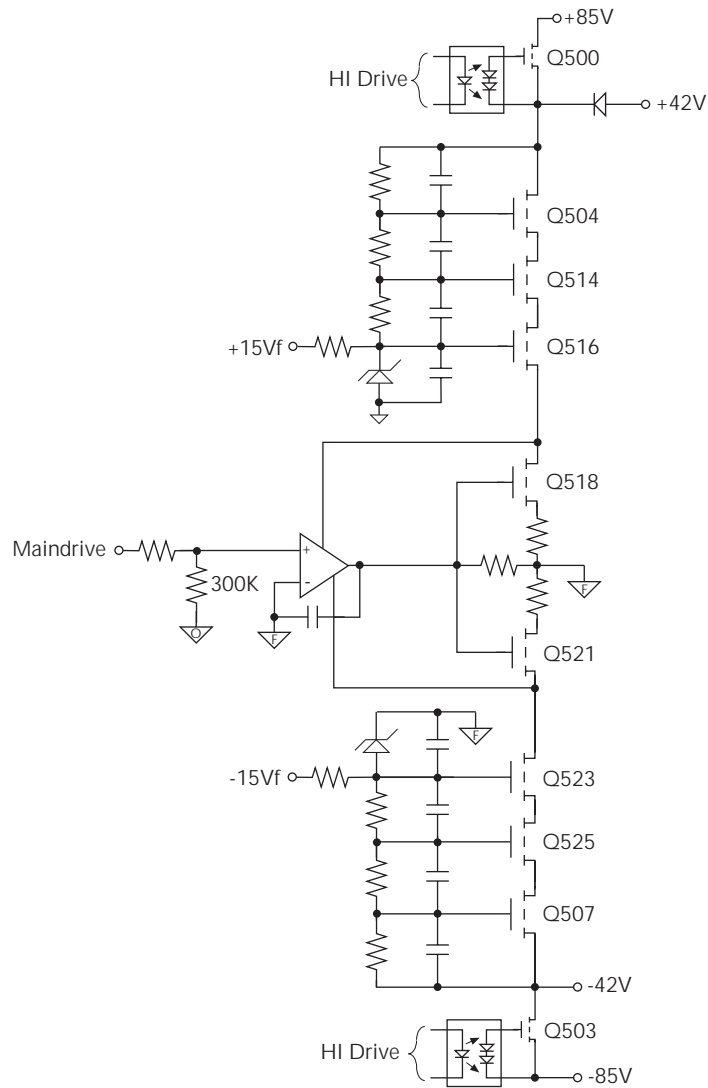 +85V
Q500
HI Drive
+42V
Q504
Q514
+15Vf
Q516
Q518
Maindrive
+
-
300K
F
O
F
Q521
F
-15Vf
Q523
Q525
Q507
-42V
Q503
HI Drive
-85V